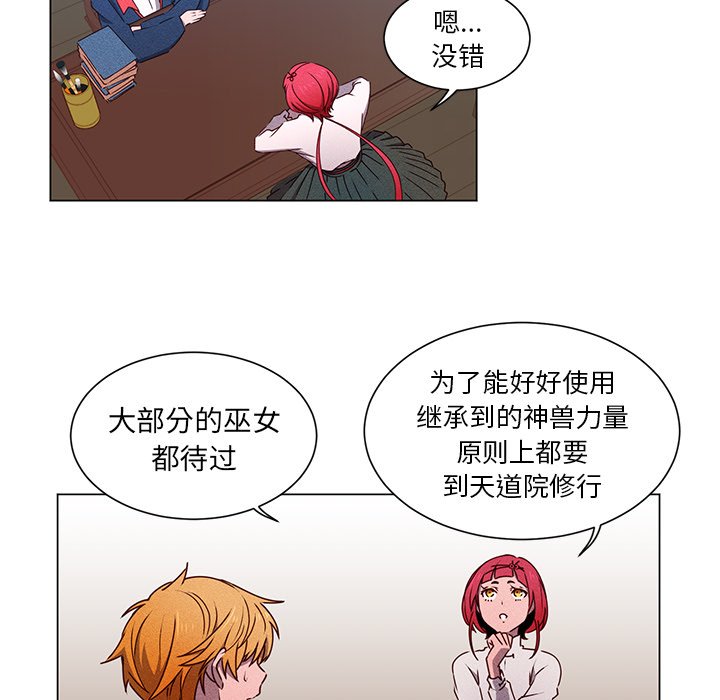 嗯...
没错
大部分的巫女
都待过
为了能好好使用
继承到的神兽力量
原则上都要
到天道院修行